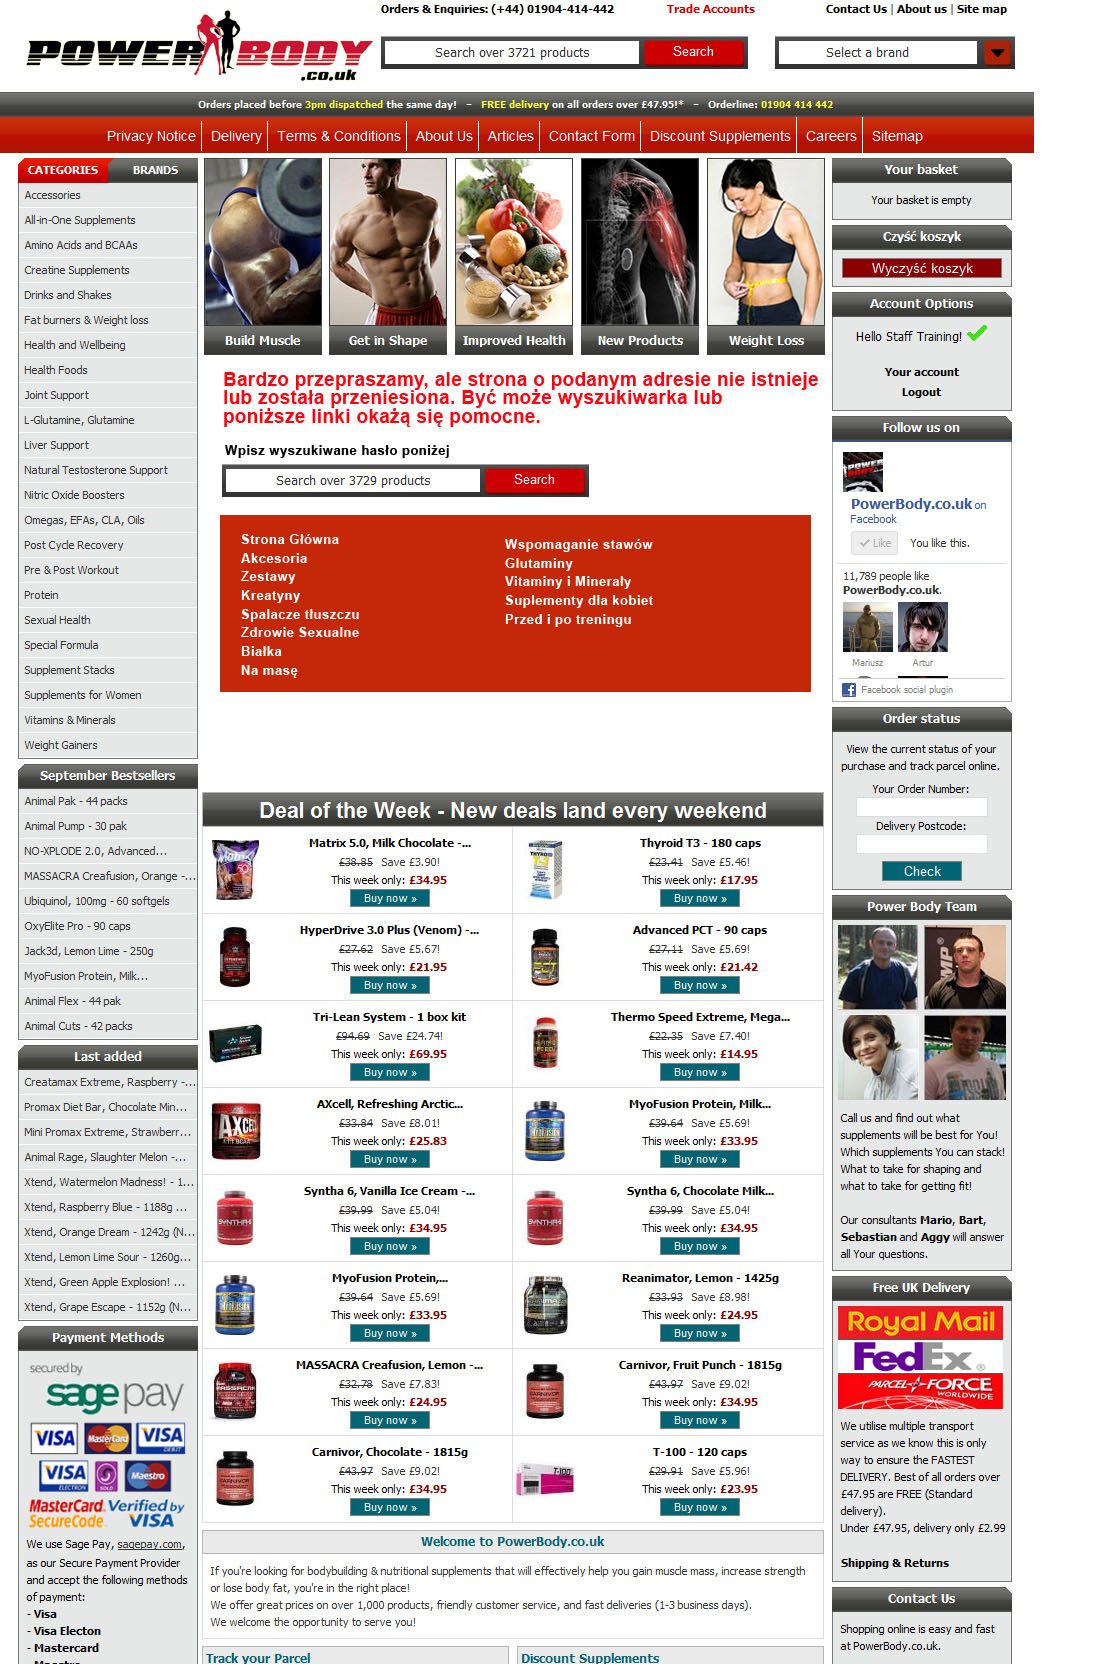 Orders & Enquiries: (+44) 01904-414-442
Trade Accounts
Contact Us | About us | Site map
POWER BODY
.co.uk
Search over 3721 products
Search
Select a brand
Orders placed before 3pm dispatched the same day! - FREE delivery on all orders over £47.95!* - Orderline: 01904 414 442
Privacy Notice
Delivery
Terms & Conditions
About Us
Articles
Contact Form
Discount Supplements
Careers
Sitemap
CATEGORIES
BRANDS
Accessories
All-in-One Supplements
Amino Acids and BCAAs
Creatine Supplements
Drinks and Shakes
Fat burners & Weight loss
Health and Wellbeing
Health Foods
Joint Support
L-Glutamine, Glutamine
Liver Support
Natural Testosterone Support
Nitric Oxide Boosters
Omegas, EFAs, CLA, Oils
Post Cycle Recovery
Pre & Post Workout
Protein
Sexual Health
Special Formula
Supplement Stacks
Supplements for Women
Vitamins & Minerals
Weight Gainers
September Bestsellers
Animal Pak - 44 packs
Animal Pump - 30 pak
NO-XPLODE 2.0, Advanced...
MASSACRA Creafusion, Orange -...
Ubiquinol, 100mg - 60 softgels
OxyElite Pro - 90 caps
Jack3d, Lemon Lime - 250g
MyoFusion Protein, Milk...
Animal Flex - 44 pak
Animal Cuts - 42 packs
Last added
Creatamax Extreme, Raspberry -...
Promax Diet Bar, Chocolate Min...
Mini Promax Extreme, Strawberr...
Animal Rage, Slaughter Melon -...
Xtend, Watermelon Madness! - 1...
Xtend, Raspberry Blue - 1188g ...
Xtend, Orange Dream - 1242g (N...
Xtend, Lemon Lime Sour - 1260g...
Xtend, Green Apple Explosion! ...
Xtend, Grape Escape - 1152g (N...
Payment Methods
secured by
sage pay
VISA
MasterCard
VISA
DEBIT
VISA
ELECTRON
SOLO
Maestro
MasterCard.
SecureCode.
Verified by
VISA
We use Sage Pay, sagepay.com,
as our Secure Payment Provider
and accept the following methods
of payment:
- Visa
- Visa Electon
- Mastercard
- Maestro
Build Muscle
Get in Shape
Improved Health
New Products
Weight Loss
Bardzo przepraszamy, ale strona o podanym adresie nie istnieje
lub została przeniesiona. Być może wyszukiwarka lub
poniższe linki okażą się pomocne.
Wpisz wyszukiwane hasło poniżej
Search over 3729 products
Search
Strona Główna
Akcesoria
Zestawy
Kreatyny
Spalacze tłuszczu
Zdrowie Sexualne
Białka
Na masę
Wspomaganie stawów
Glutaminy
Vitaminy i Minerały
Suplementy dla kobiet
Przed i po treningu
Deal of the Week - New deals land every weekend
Matrix 5.0, Milk Chocolate -...
£38.85 Save £3.90!
This week only: £34.95
Buy now »
Thyroid T3 - 180 caps
£23.41 Save £5.46!
This week only: £17.95
Buy now »
HyperDrive 3.0 Plus (Venom) -...
£27.62 Save £5.67!
This week only: £21.95
Buy now »
Advanced PCT - 90 caps
£27.11 Save £5.69!
This week only: £21.42
Buy now »
Tri-Lean System - 1 box kit
£94.69 Save £24.74!
This week only: £69.95
Buy now »
Thermo Speed Extreme, Mega...
£22.35 Save £7.40!
This week only: £14.95
Buy now »
AXcell, Refreshing Arctic...
£33.84 Save £8.01!
This week only: £25.83
Buy now »
MyoFusion Protein, Milk...
£39.64 Save £5.69!
This week only: £33.95
Buy now »
Syntha 6, Vanilla Ice Cream -...
£39.99 Save £5.04!
This week only: £34.95
Buy now »
Syntha 6, Chocolate Milk...
£39.99 Save £5.04!
This week only: £34.95
Buy now »
MyoFusion Protein,...
£39.64 Save £5.69!
This week only: £33.95
Buy now »
Reanimator, Lemon - 1425g
£33.93 Save £8.98!
This week only: £24.95
Buy now »
MASSACRA Creafusion, Lemon -...
£32.78 Save £7.83!
This week only: £24.95
Buy now »
Carnivor, Fruit Punch - 1815g
£43.97 Save £9.02!
This week only: £34.95
Buy now »
Carnivor, Chocolate - 1815g
£43.97 Save £9.02!
This week only: £34.95
Buy now »
T-100 - 120 caps
£29.91 Save £5.96!
This week only: £23.95
Buy now »
Welcome to PowerBody.co.uk
If you're looking for bodybuilding & nutritional supplements that will effectively help you gain muscle mass, increase strength
or lose body fat, you're in the right place!
We offer great prices on over 1,000 products, friendly customer service, and fast deliveries (1-3 business days).
We welcome the opportunity to serve you!
Track your Parcel
Discount Supplements
Your basket
Your basket is empty
Czyść koszyk
Wyczyść koszyk
Account Options
Hello Staff Training!
Your account
Logout
Follow us on
PowerBody.co.uk on
Facebook
Like
You like this.
11,789 people like
PowerBody.co.uk.
Mariusz
Artur
Facebook social plugin
Order status
View the current status of your
purchase and track parcel online.
Your Order Number:
Delivery Postcode:
Check
Power Body Team
Call us and find out what
supplements will be best for You!
Which supplements You can stack!
What to take for shaping and
what to take for getting fit!
Our consultants Mario, Bart,
Sebastian and Aggy will answer
all Your questions.
Free UK Delivery
Royal Mail
FedEx
PARCELFORCE
WORLDWIDE
We utilise multiple transport
service as we know this is only
way to ensure the FASTEST
DELIVERY. Best of all orders over
£47.95 are FREE (Standard
delivery).
Under £47.95, delivery only £2.99
Shipping & Returns
Contact Us
Shopping online is easy and fast
at PowerBody.co.uk.